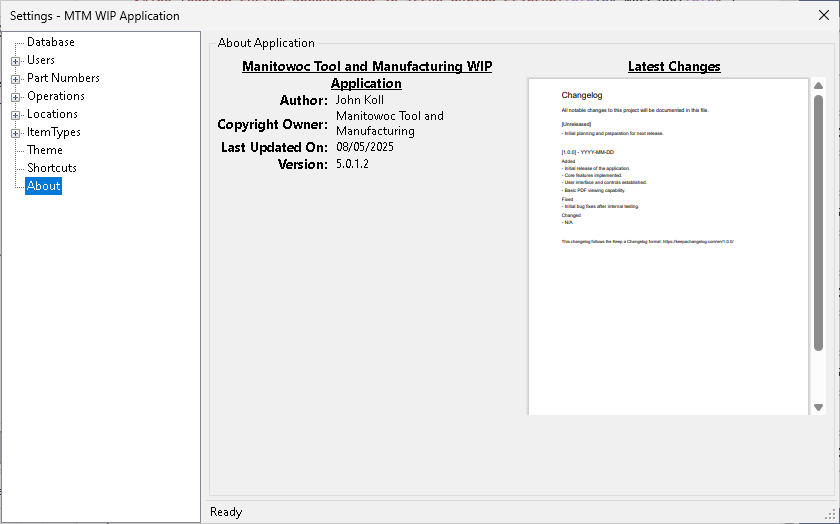 Settings - MTM WIP Application
Database
Users
Part Numbers
Operations
Locations
ItemTypes
Theme
Shortcuts
About
About Application
Manitowoc Tool and Manufacturing WIP
Application
Author: John Koll
Copyright Owner: Manitowoc Tool and
Manufacturing
Last Updated On: 08/05/2025
Version: 5.0.1.2
Latest Changes
Changelog
All notable changes to this project will be documented in this file.
[Unreleased]
- Initial planning and preparation for next release.
[1.0.0] - YYYY-MM-DD
Added
- Initial release of the application.
- Core features implemented.
- User interface and controls established.
- Basic PDF viewing capability.
Fixed
- Initial bug fixes after internal testing.
Changed
- N/A
This changelog follows the Keep a Changelog format: https://keepachangelog.com/en/1.0.0/
Ready